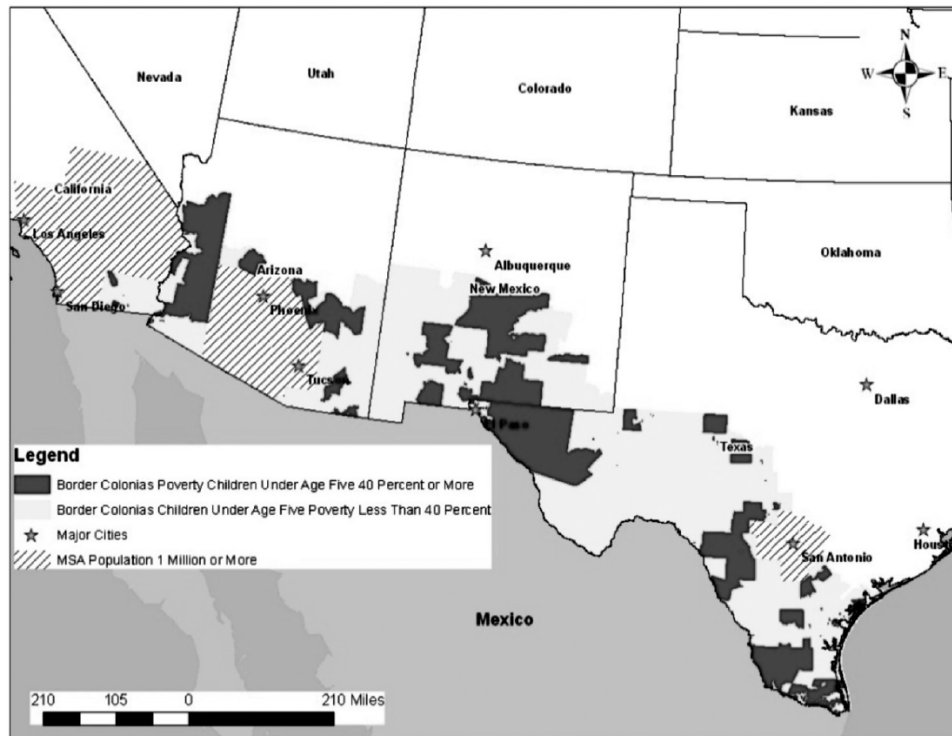 N
W E
S
Nevada
Utah
Colorado
Kansas
California
Los Angeles
San Diego
Arizona
Phoenix
Tucson
Albuquerque
New Mexico
Oklahoma
Dallas
El Paso
Texas
San Antonio
Houst
Legend
Border Colonias Poverty Children Under Age Five 40 Percent or More
Border Colonias Children Under Age Five Poverty Less Than 40 Percent
Major Cities
MSA Population 1 Million or More
Mexico
210 105 0 210 Miles